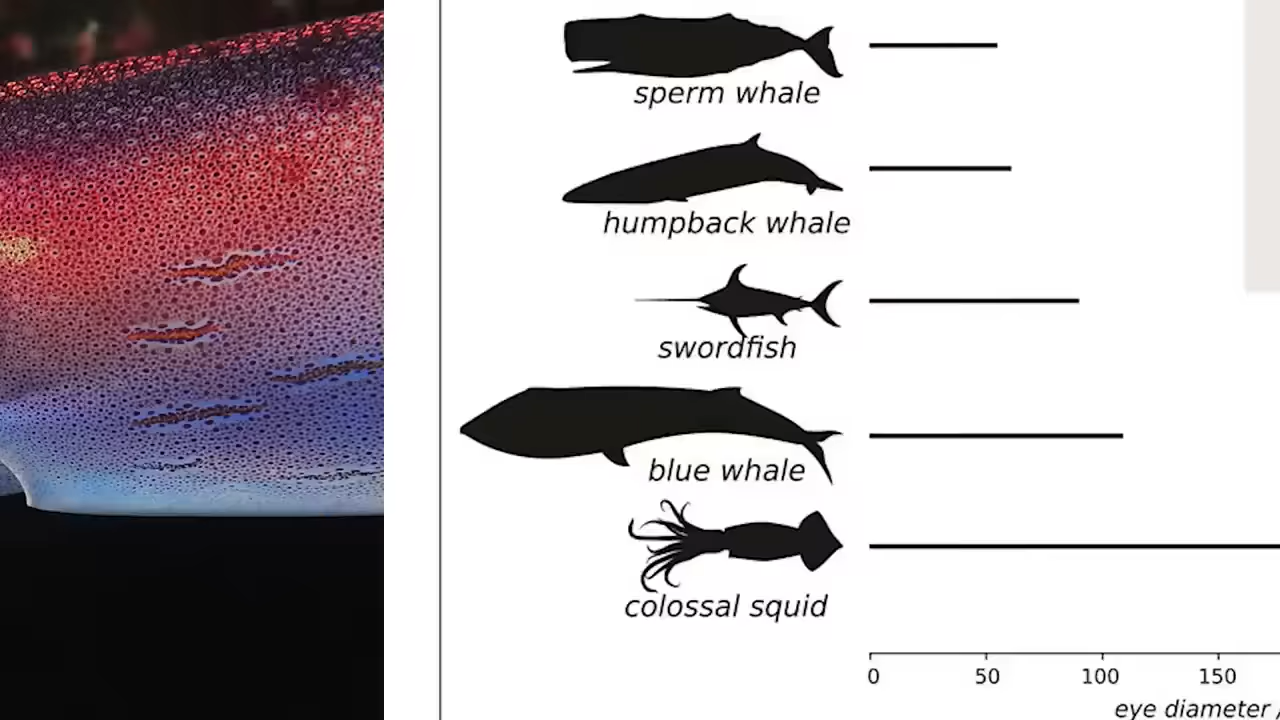 sperm whale
humpback whale
swordfish
blue whale
colossal squid
0 50 100 150
eye diameter /